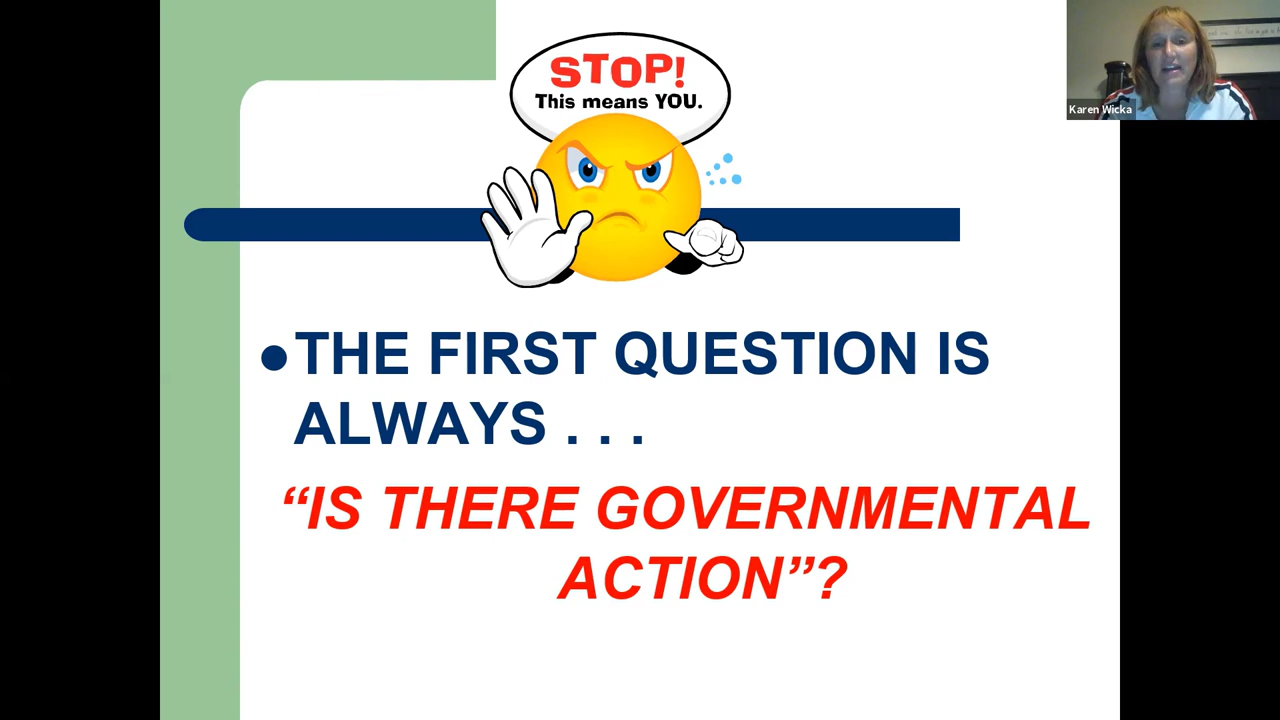 STOP!
This means YOU.
Karen Wicka
●THE FIRST QUESTION IS
ALWAYS . . .
“IS THERE GOVERNMENTAL
ACTION”?